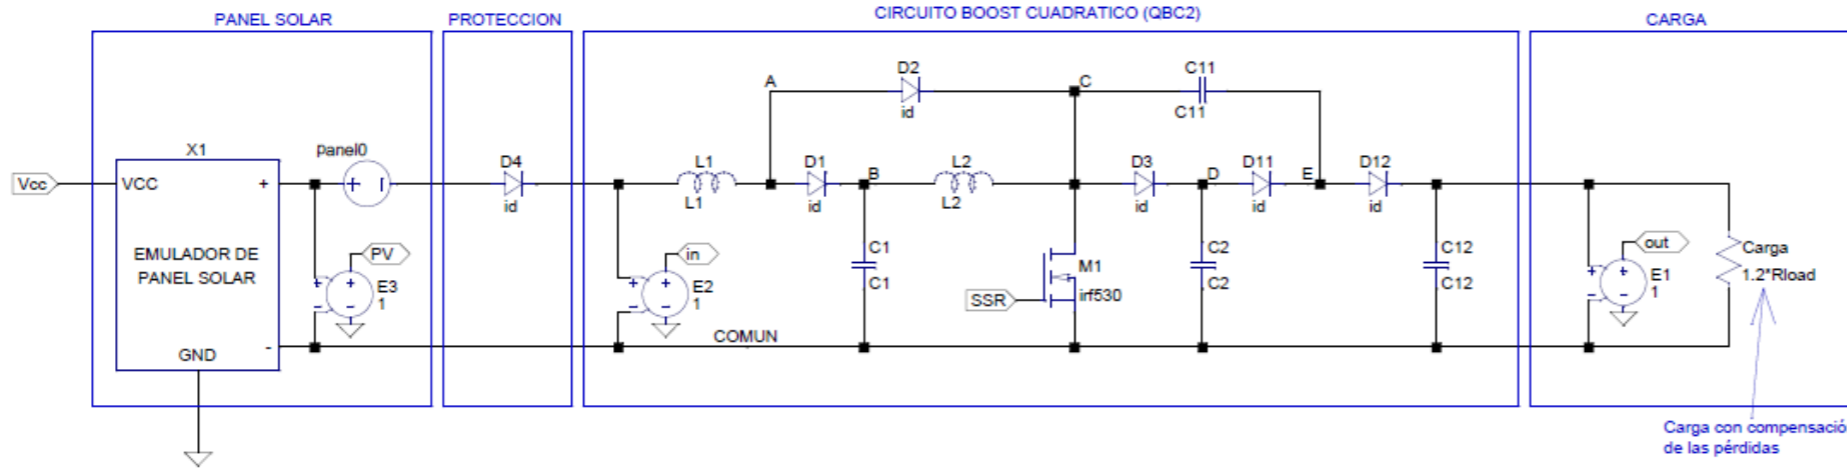 PANEL SOLAR
PROTECCION
CIRCUITO BOOST CUADRATICO (QBC2)
CARGA
X1
panel0
Vcc
VCC
+
+
EMULADOR DE
PANEL SOLAR
GND
-
PV
+
-
E3
1
D4
id
in
+
-
E2
1
L1
L1
A
D1
id
B
C1
C1
D2
id
L2
L2
C
C11
C11
SSR
M1
irf530
D3
id
D
C2
C2
D11
id
E
D12
id
C12
C12
COMUN
out
+
-
E1
1
Carga
1.2*Rload
Carga con compensació
de las pérdidas